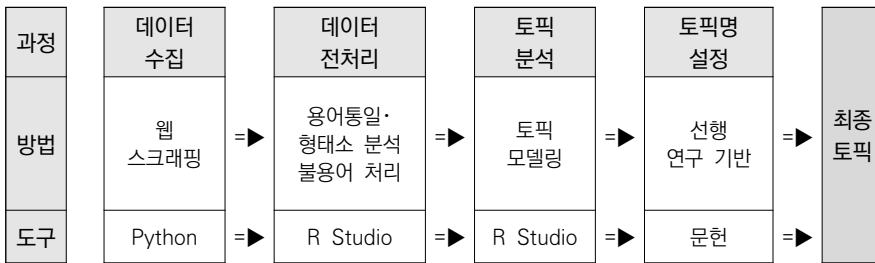 과정
데이터
수집
데이터
전처리
토픽
분석
토픽명
설정
방법
웹
스크래핑
=▶
용어통일·
형태소 분석
불용어 처리
=▶
토픽
모델링
=▶
선행
연구 기반
=▶
최종
토픽
도구
Python
=▶
R Studio
=▶
R Studio
=▶
문헌
=▶